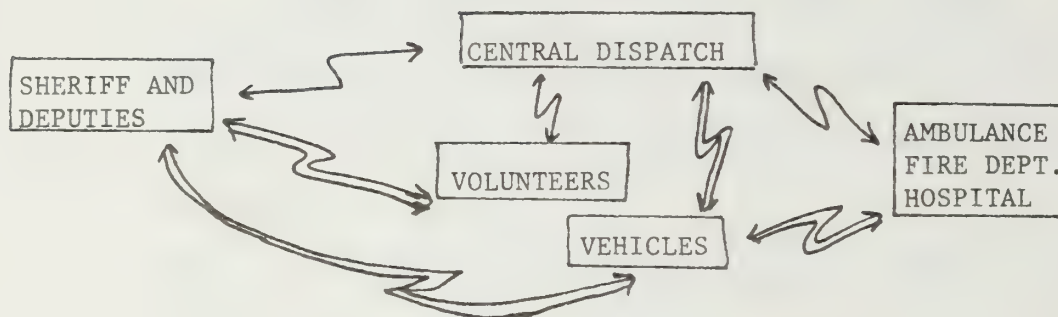 CENTRAL DISPATCH
SHERIFF AND
DEPUTIES
AMBULANCE
FIRE DEPT.
HOSPITAL
VOLUNTEERS
VEHICLES